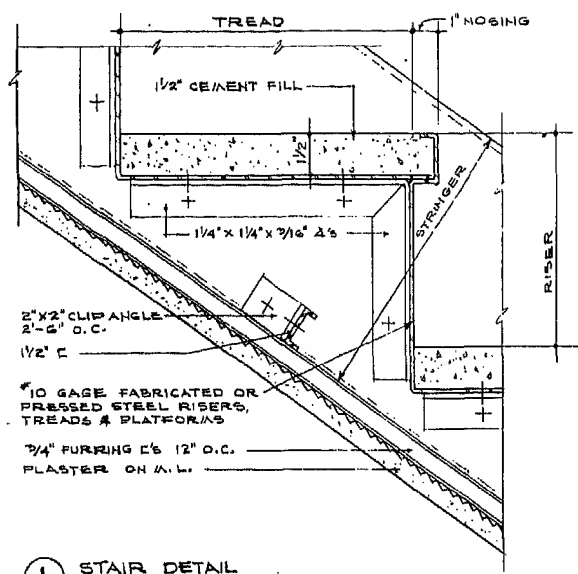 TREAD
1" NOSING
1½" CEMENT FILL
1½"
STRINGER
RISER
1¼" x 1¼" x 3/16" ∠'S
2"x2" CLIP ANGLE
2'-6" O.C.
1½" [
#10 GAGE FABRICATED OR
PRESSED STEEL RISERS,
TREADS & PLATFORMS
3/4" FURRING ['S 12" O.C.
PLASTER ON M.L.
1 STAIR DETAIL